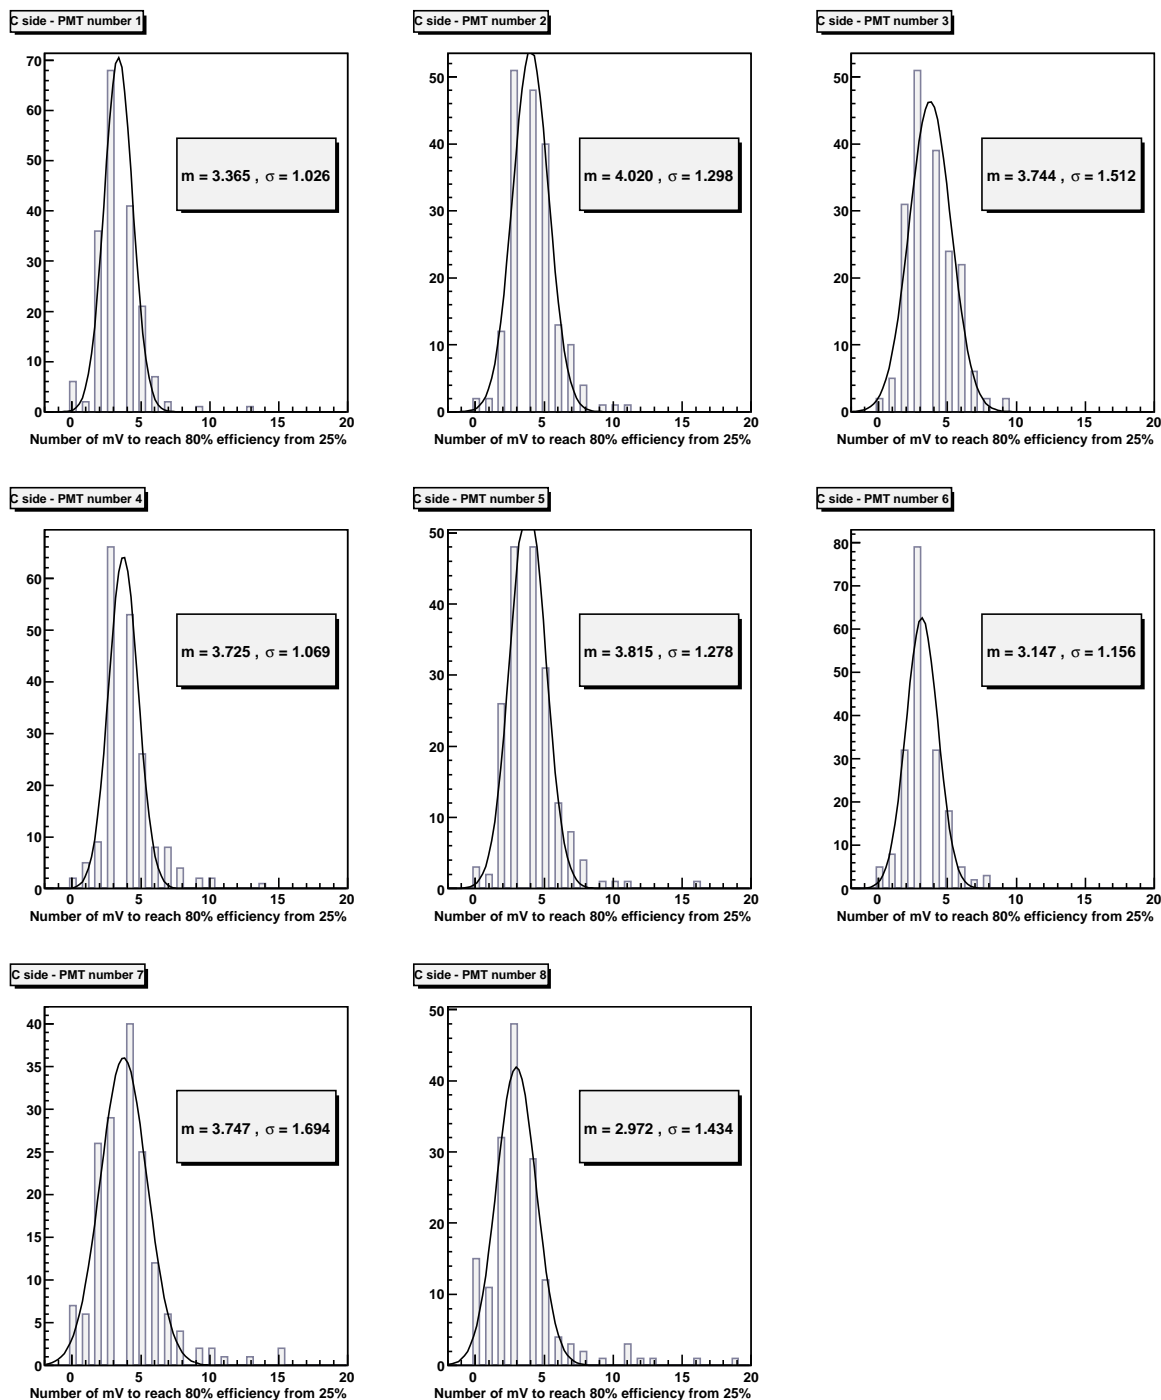 C side - PMT number 1
70
60
50
40
30
20
10
0
0 5 10 15 20
m = 3.365 , σ = 1.026
Number of mV to reach 80% efficiency from 25%
C side - PMT number 2
50
40
30
20
10
0
0 5 10 15 20
m = 4.020 , σ = 1.298
Number of mV to reach 80% efficiency from 25%
C side - PMT number 3
50
40
30
20
10
0
0 5 10 15 20
m = 3.744 , σ = 1.512
Number of mV to reach 80% efficiency from 25%
C side - PMT number 4
60
50
40
30
20
10
0
0 5 10 15 20
m = 3.725 , σ = 1.069
Number of mV to reach 80% efficiency from 25%
C side - PMT number 5
50
40
30
20
10
0
0 5 10 15 20
m = 3.815 , σ = 1.278
Number of mV to reach 80% efficiency from 25%
C side - PMT number 6
80
70
60
50
40
30
20
10
0
0 5 10 15 20
m = 3.147 , σ = 1.156
Number of mV to reach 80% efficiency from 25%
C side - PMT number 7
40
35
30
25
20
15
10
5
0
0 5 10 15 20
m = 3.747 , σ = 1.694
Number of mV to reach 80% efficiency from 25%
C side - PMT number 8
50
40
30
20
10
0
0 5 10 15 20
m = 2.972 , σ = 1.434
Number of mV to reach 80% efficiency from 25%